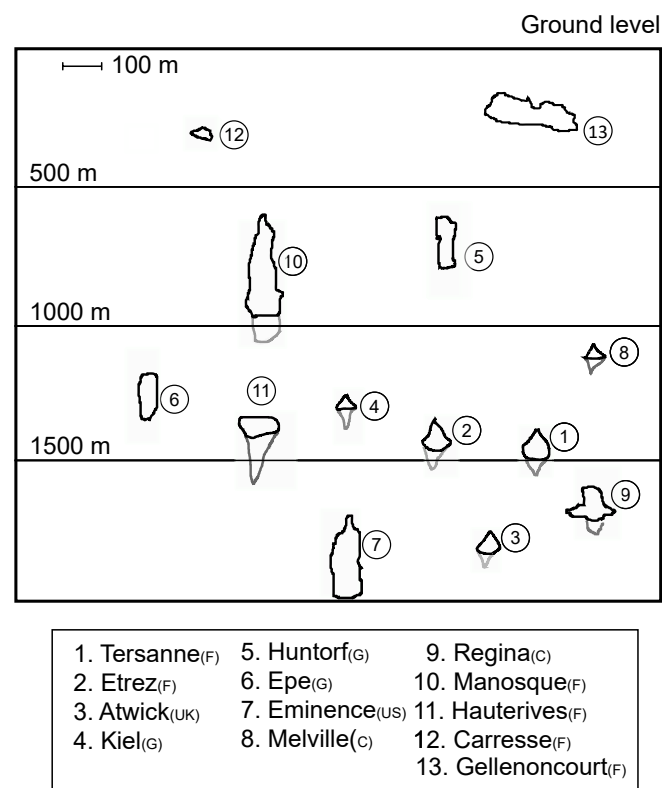 Ground level
100 m
12
13
500 m
10
5
1000 m
8
6
11
4
2
1
1500 m
9
7
3
1. Tersanne(F) 5. Huntorf(G) 9. Regina(C)
2. Etrez(F) 6. Epe(G) 10. Manosque(F)
3. Atwick(UK) 7. Eminence(US) 11. Hauterives(F)
4. Kiel(G) 8. Melville(C) 12. Carresse(F)
13. Gellenoncourt(F)